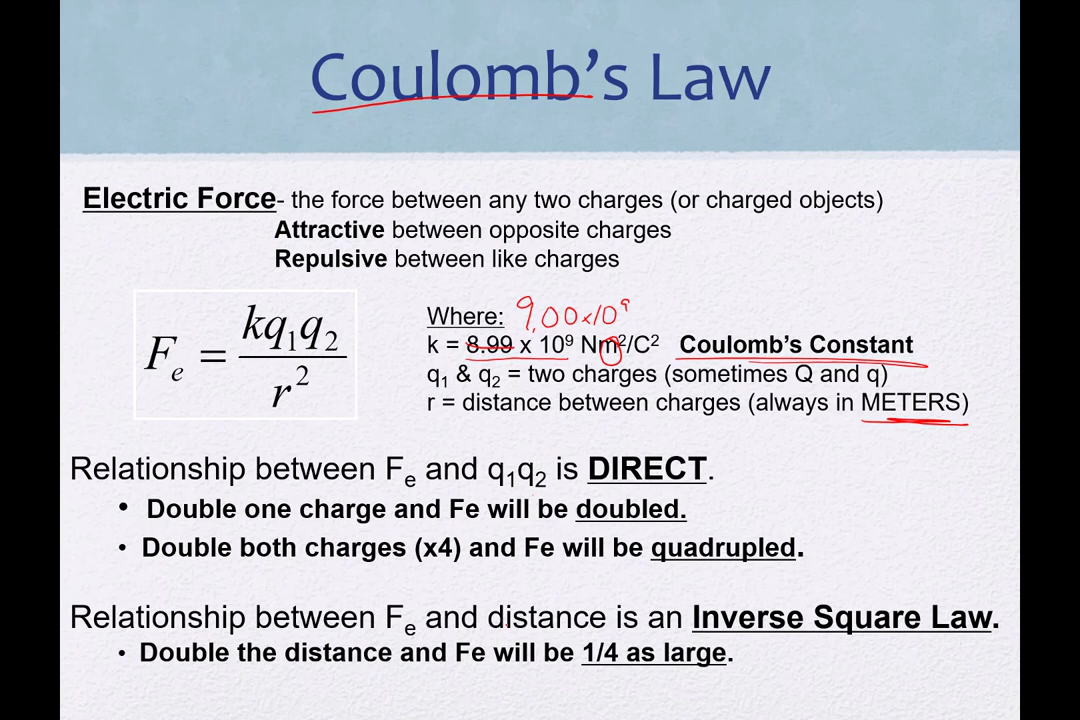 Coulomb's Law
Electric Force- the force between any two charges (or charged objects)
Attractive between opposite charges
Repulsive between like charges
Fₑ = kq₁q₂ / r²
Where: 9.00x10⁹
k = 8.99 x 10⁹ Nm²/C² Coulomb's Constant
q₁ & q₂ = two charges (sometimes Q and q)
r = distance between charges (always in METERS)
Relationship between Fₑ and q₁q₂ is DIRECT.
• Double one charge and Fe will be doubled.
• Double both charges (x4) and Fe will be quadrupled.
Relationship between Fₑ and distance is an Inverse Square Law.
• Double the distance and Fe will be 1/4 as large.